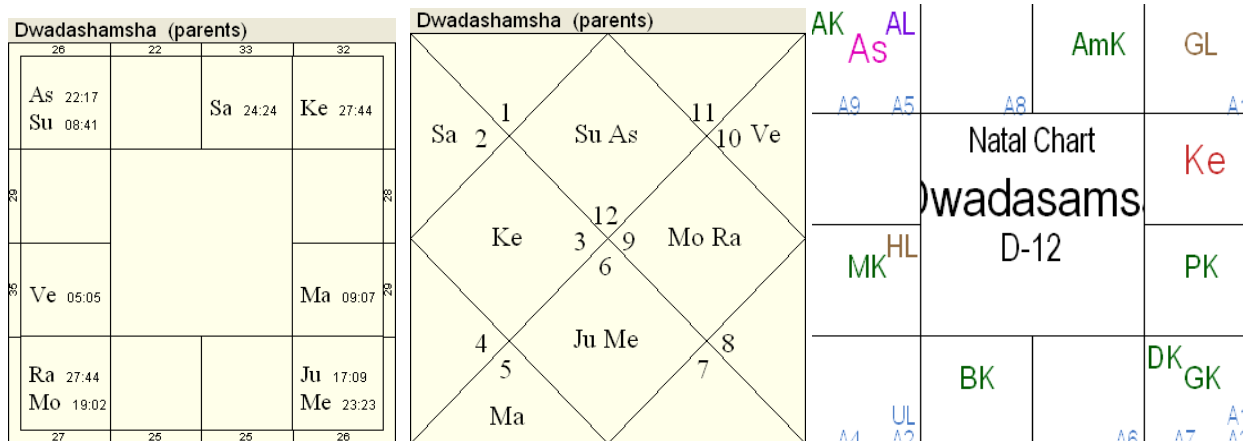 Dwadashamsha (parents)
26 22 33 32
As 22:17
Su 08:41
Sa 24:24
Ke 27:44
29
28
35
Ve 05:05
Ma 09:07
29
Ra 27:44
Mo 19:02
Ju 17:09
Me 23:23
27 25 25 26
Dwadashamsha (parents)
1
11
Sa 2
Su As
10 Ve
12
Ke
3 9
Mo Ra
6
Ju Me
4
8
5
7
Ma
AK AL
As
A9 A5
A8
AmK
GL
Natal Chart
D-12
Ke
MK HL
PK
BK
DK
GK
UL
A4 A2
A6
A7